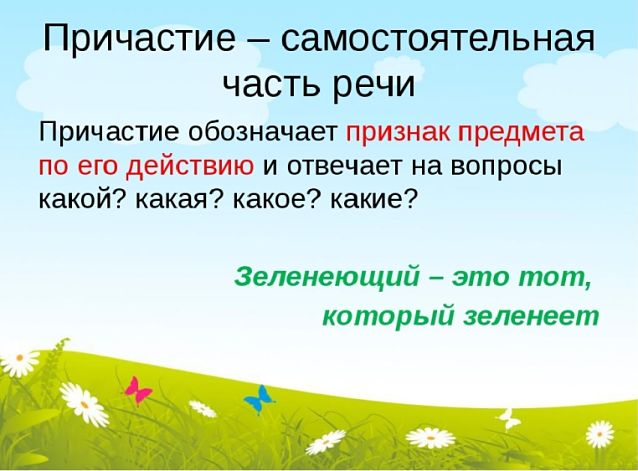 Причастие – самостоятельная
часть речи
Причастие обозначает признак предмета
по его действию и отвечает на вопросы
какой? какая? какое? какие?
Зеленеющий – это тот,
который зеленеет